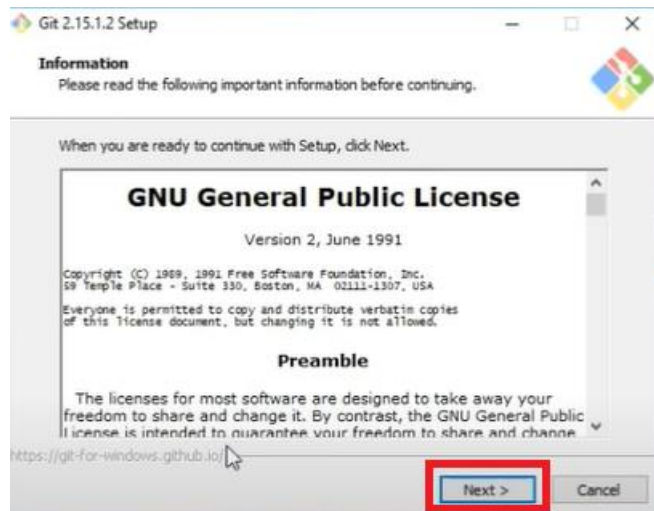 Git 2.15.1.2 Setup
Information
Please read the following important information before continuing.
When you are ready to continue with Setup, click Next.
GNU General Public License
Version 2, June 1991
Copyright (C) 1989, 1991 Free Software Foundation, Inc.
59 Temple Place - Suite 330, Boston, MA 02111-1307, USA
Everyone is permitted to copy and distribute verbatim copies
of this license document, but changing it is not allowed.
Preamble
The licenses for most software are designed to take away your
freedom to share and change it. By contrast, the GNU General Public
License is intended to guarantee your freedom to share and change
https://git-for-windows.github.io/
Next >
Cancel